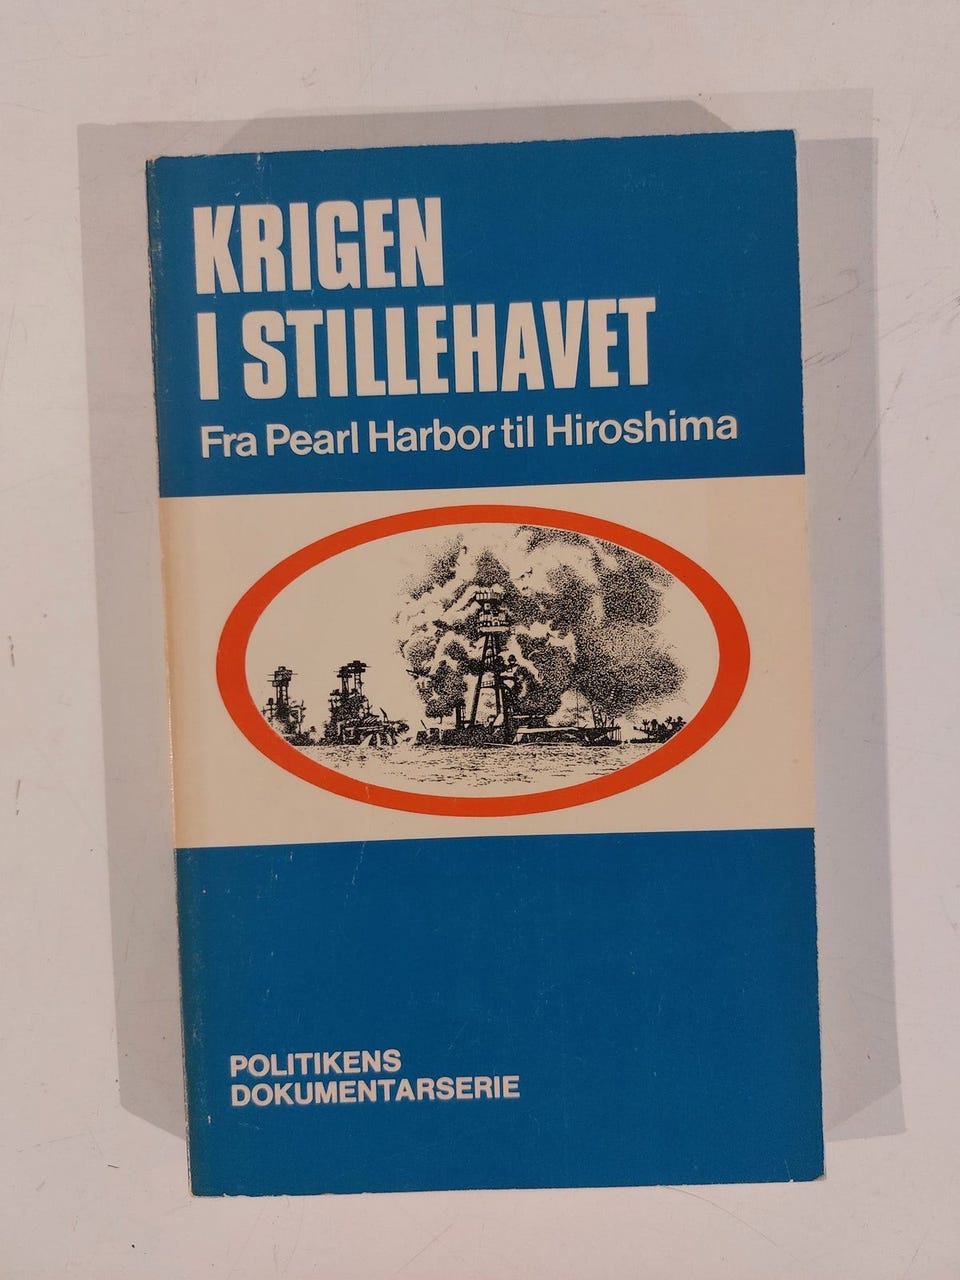 KRIGEN
I STILLEHAVET
Fra Pearl Harbor til Hiroshima
POLITIKENS
DOKUMENTARSERIE